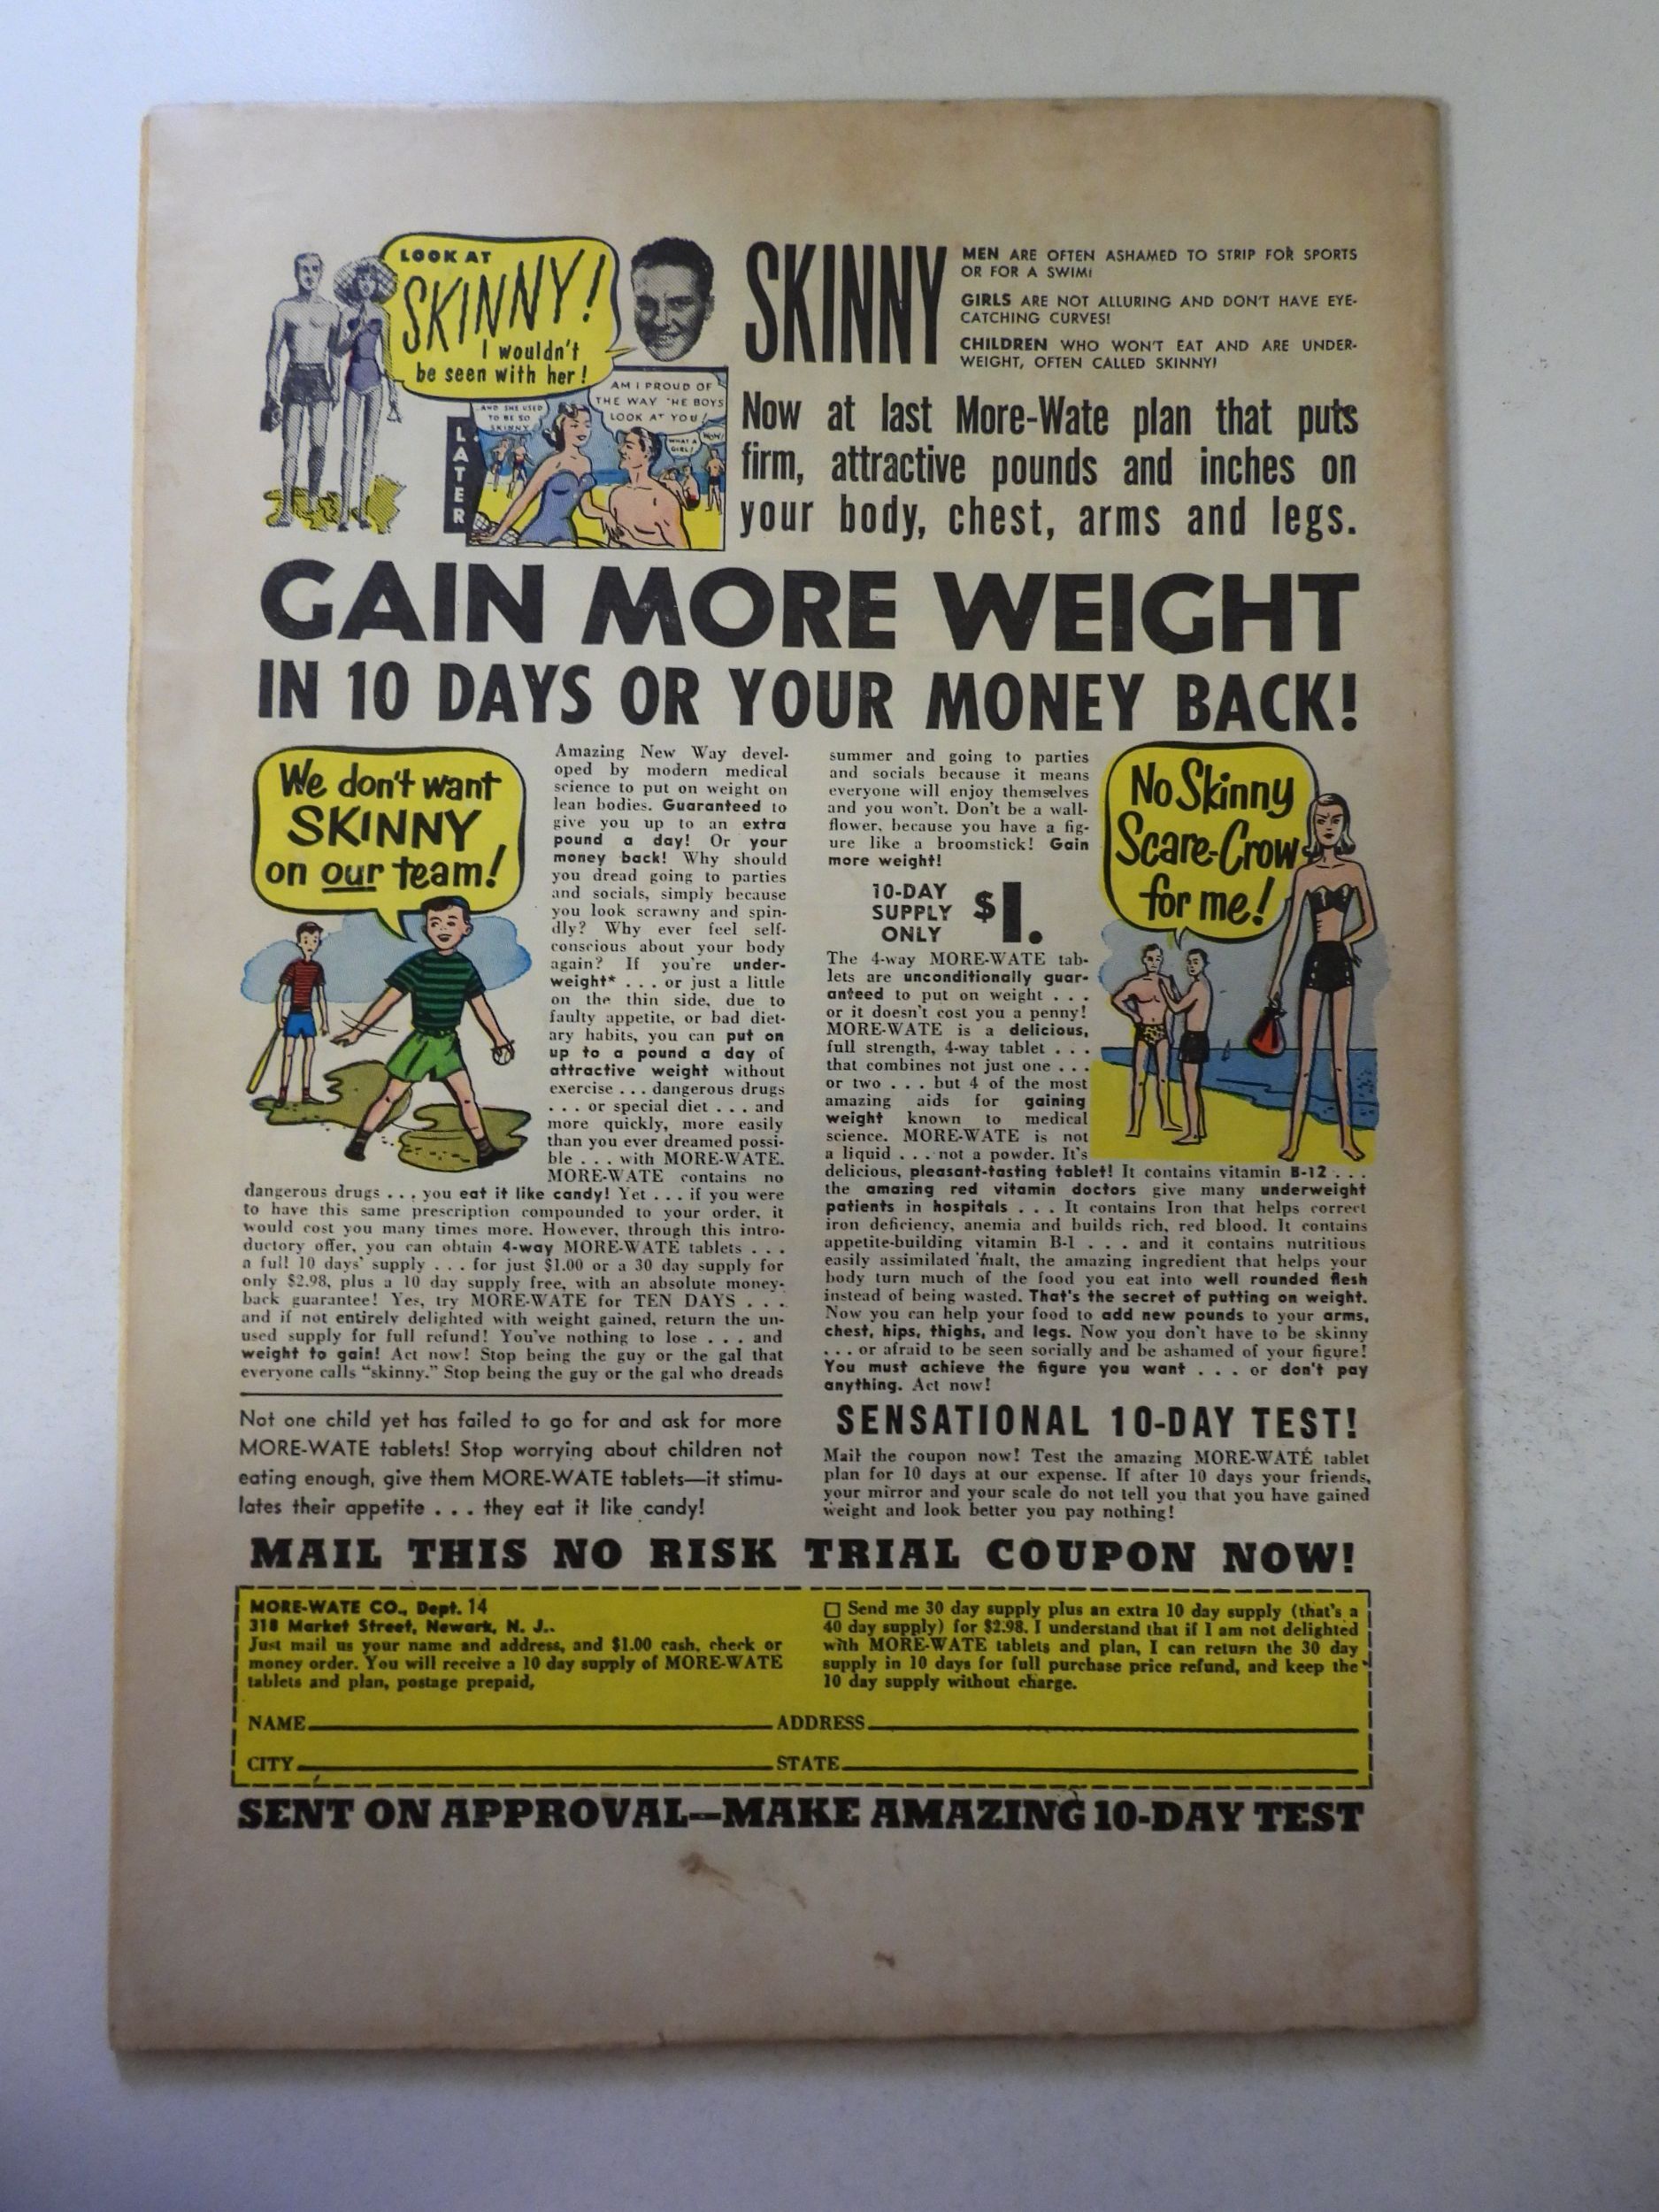 LOOK AT
SKINNY!
I wouldn't
be seen with her!
LATER
...AND SHE USED
TO BE SO
SKINNY
AM I PROUD OF
THE WAY THE BOYS
LOOK AT YOU!
WHAT A
GIRL!
WOW!
SKINNY
MEN ARE OFTEN ASHAMED TO STRIP FOR SPORTS
OR FOR A SWIM!
GIRLS ARE NOT ALLURING AND DON'T HAVE EYE-
CATCHING CURVES!
CHILDREN WHO WON'T EAT AND ARE UNDER-
WEIGHT, OFTEN CALLED SKINNY!
Now at last More-Wate plan that puts
firm, attractive pounds and inches on
your body, chest, arms and legs.
GAIN MORE WEIGHT
IN 10 DAYS OR YOUR MONEY BACK!
We don't want
SKINNY
on our team!
Amazing New Way devel-
oped by modern medical
science to put on weight on
lean bodies. Guaranteed to
give you up to an extra
pound a day! Or your
money back! Why should
you dread going to parties
and socials, simply because
you look scrawny and spin-
dly? Why ever feel self-
conscious about your body
again? If you're under-
weight* . . . or just a little
on the thin side, due to
faulty appetite, or bad diet-
ary habits, you can put on
up to a pound a day of
attractive weight without
exercise . . . dangerous drugs
. . . or special diet . . . and
more quickly, more easily
than you ever dreamed possi-
ble . . . with MORE-WATE.
MORE-WATE contains no
dangerous drugs . . . you eat it like candy! Yet . . . if you were
to have this same prescription compounded to your order, it
would cost you many times more. However, through this intro-
ductory offer, you can obtain 4-way MORE-WATE tablets . . .
a full 10 days' supply . . . for just $1.00 or a 30 day supply for
only $2.98, plus a 10 day supply free, with an absolute money-
back guarantee! Yes, try MORE-WATE for TEN DAYS . . .
and if not entirely delighted with weight gained, return the un-
used supply for full refund! You've nothing to lose . . . and
weight to gain! Act now! Stop being the guy or the gal that
everyone calls "skinny." Stop being the guy or the gal who dreads
Not one child yet has failed to go for and ask for more
MORE-WATE tablets! Stop worrying about children not
eating enough, give them MORE-WATE tablets—it stimu-
lates their appetite . . . they eat it like candy!
summer and going to parties
and socials because it means
everyone will enjoy themselves
and you won't. Don't be a wall-
flower, because you have a fig-
ure like a broomstick! Gain
more weight!
10-DAY
SUPPLY
ONLY
$1.
The 4-way MORE-WATE tab-
lets are unconditionally guar-
anteed to put on weight . . .
or it doesn't cost you a penny!
MORE-WATE is a delicious,
full strength, 4-way tablet . . .
that combines not just one . . .
or two . . . but 4 of the most
amazing aids for gaining
weight known to medical
science. MORE-WATE is not
a liquid . . . not a powder. It's
delicious, pleasant-tasting tablet! It contains vitamin B-12 . . .
the amazing red vitamin doctors give many underweight
patients in hospitals . . . It contains Iron that helps correct
iron deficiency, anemia and builds rich, red blood. It contains
appetite-building vitamin B-1 . . . and it contains nutritious
easily assimilated malt, the amazing ingredient that helps your
body turn much of the food you eat into well rounded flesh
instead of being wasted. That's the secret of putting on weight.
Now you can help your food to add new pounds to your arms,
chest, hips, thighs, and legs. Now you don't have to be skinny
. . . or afraid to be seen socially and be ashamed of your figure!
You must achieve the figure you want . . . or don't pay
anything. Act now!
No Skinny
Scare-Crow
for me!
SENSATIONAL 10-DAY TEST!
Mail the coupon now! Test the amazing MORE-WATE tablet
plan for 10 days at our expense. If after 10 days your friends,
your mirror and your scale do not tell you that you have gained
weight and look better you pay nothing!
MAIL THIS NO RISK TRIAL COUPON NOW!
MORE-WATE CO., Dept. 14
318 Market Street, Newark, N. J..
Just mail us your name and address, and $1.00 cash, check or
money order. You will receive a 10 day supply of MORE-WATE
tablets and plan, postage prepaid,
☐ Send me 30 day supply plus an extra 10 day supply (that's a
40 day supply) for $2.98. I understand that if I am not delighted
with MORE-WATE tablets and plan, I can return the 30 day
supply in 10 days for full purchase price refund, and keep the
10 day supply without charge.
NAME ADDRESS
CITY STATE
SENT ON APPROVAL—MAKE AMAZING 10-DAY TEST